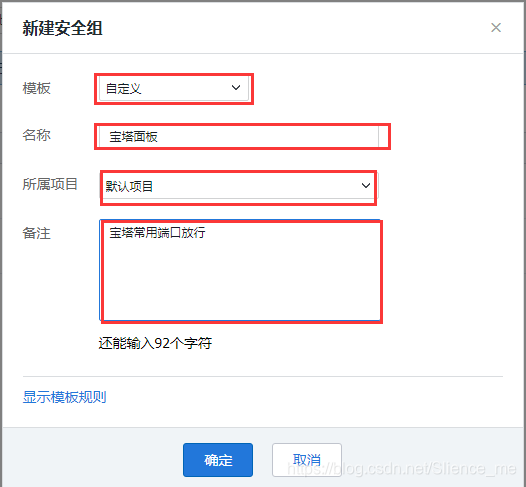 新建安全组
×
模板
自定义
名称
宝塔面板
所属项目
默认项目
备注
宝塔常用端口放行
还能输入92个字符
显示模板规则
确定
取消
https://blog.csdn.net/Slience_me